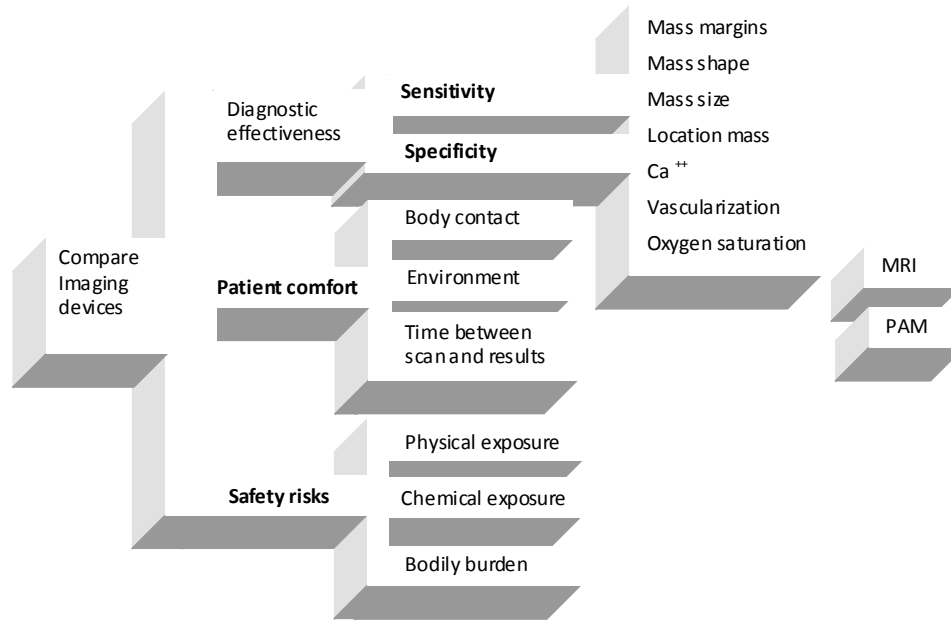 Compare
Imaging
devices
Diagnostic
effectiveness
Patient comfort
Safety risks
Sensitivity
Specificity
Body contact
Environment
Time between
scan and results
Physical exposure
Chemical exposure
Bodily burden
Mass margins
Mass shape
Mass size
Location mass
Ca ++
Vascularization
Oxygen saturation
MRI
PAM